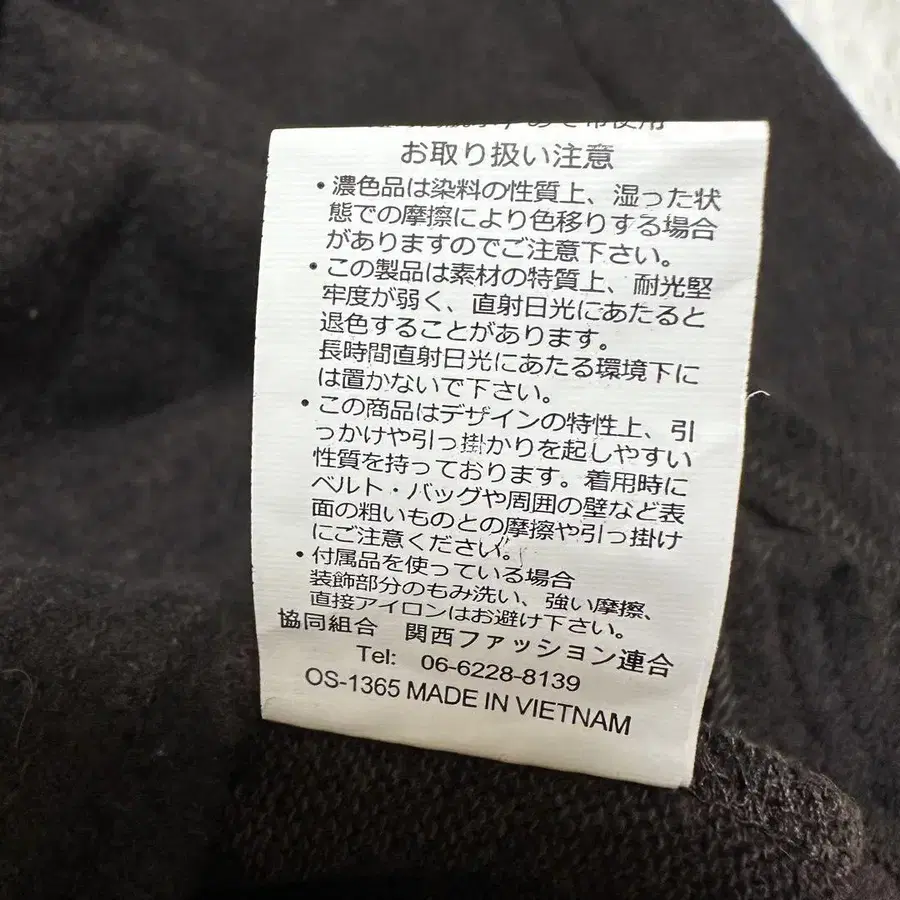 お取り扱い注意
・濃色品は染料の性質上、湿った状
態での摩擦により色移りする場合
がありますのでご注意下さい。
・この製品は素材の特質上、耐光堅
牢度が弱く、直射日光にあたると
退色することがあります。
長時間直射日光にあたる環境下に
は置かないで下さい。
・この商品はデザインの特性上、引
っかけや引っ掛かりを起しやすい
性質を持っております。着用時に
ベルト・バッグや周囲の壁など表
面の粗いものとの摩擦や引っ掛け
にご注意ください。
・付属品を使っている場合
装飾部分のもみ洗い、強い摩擦、
直接アイロンはお避け下さい。
協同組合 関西ファッション連合
Tel: 06-6228-8139
OS-1365 MADE IN VIETNAM